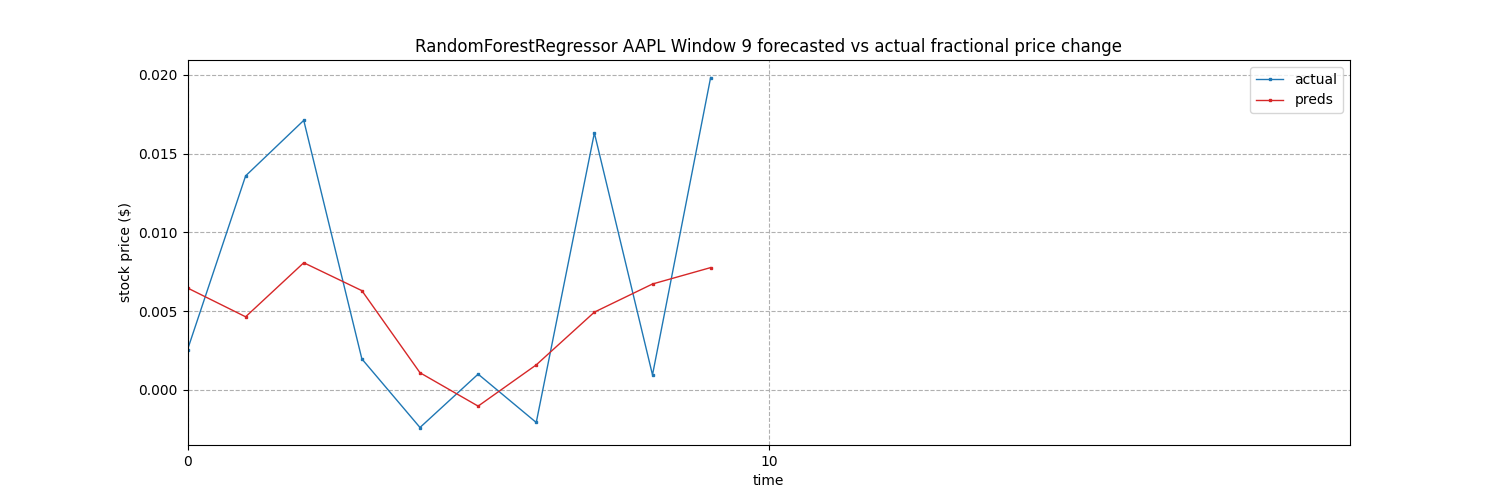 RandomForestRegressor AAPL Window 9 forecasted vs actual fractional price change
0.020
0.015
0.010
0.005
0.000
stock price ($)
actual
preds
0
10
time